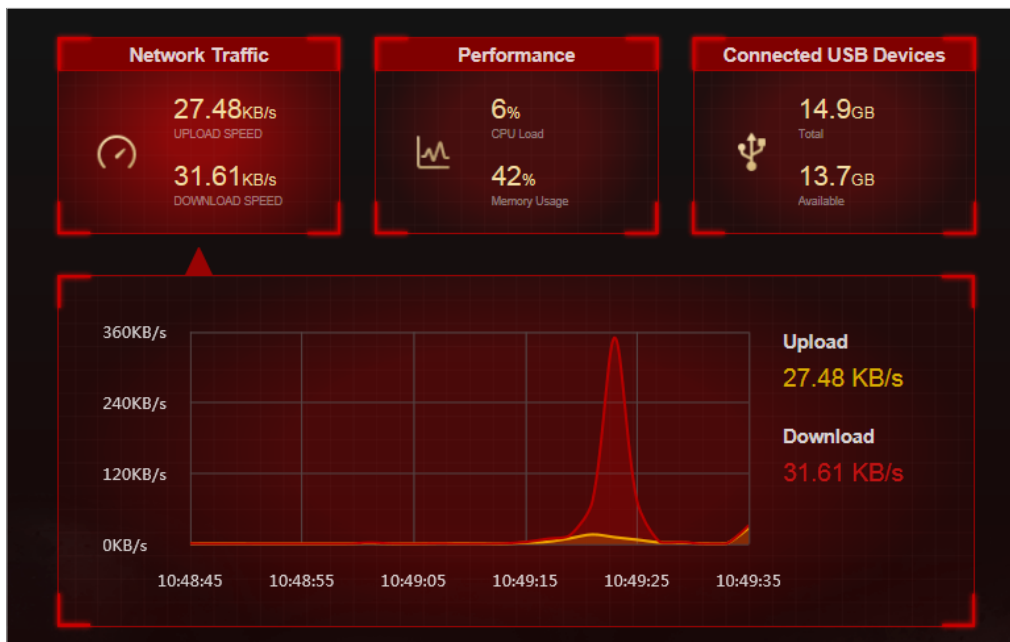 Network Traffic
27.48KB/s
UPLOAD SPEED
31.61KB/s
DOWNLOAD SPEED
Performance
6%
CPU Load
42%
Memory Usage
Connected USB Devices
14.9GB
Total
13.7GB
Available
360KB/s
240KB/s
120KB/s
0KB/s
10:48:45 10:48:55 10:49:05 10:49:15 10:49:25 10:49:35
Upload
27.48 KB/s
Download
31.61 KB/s